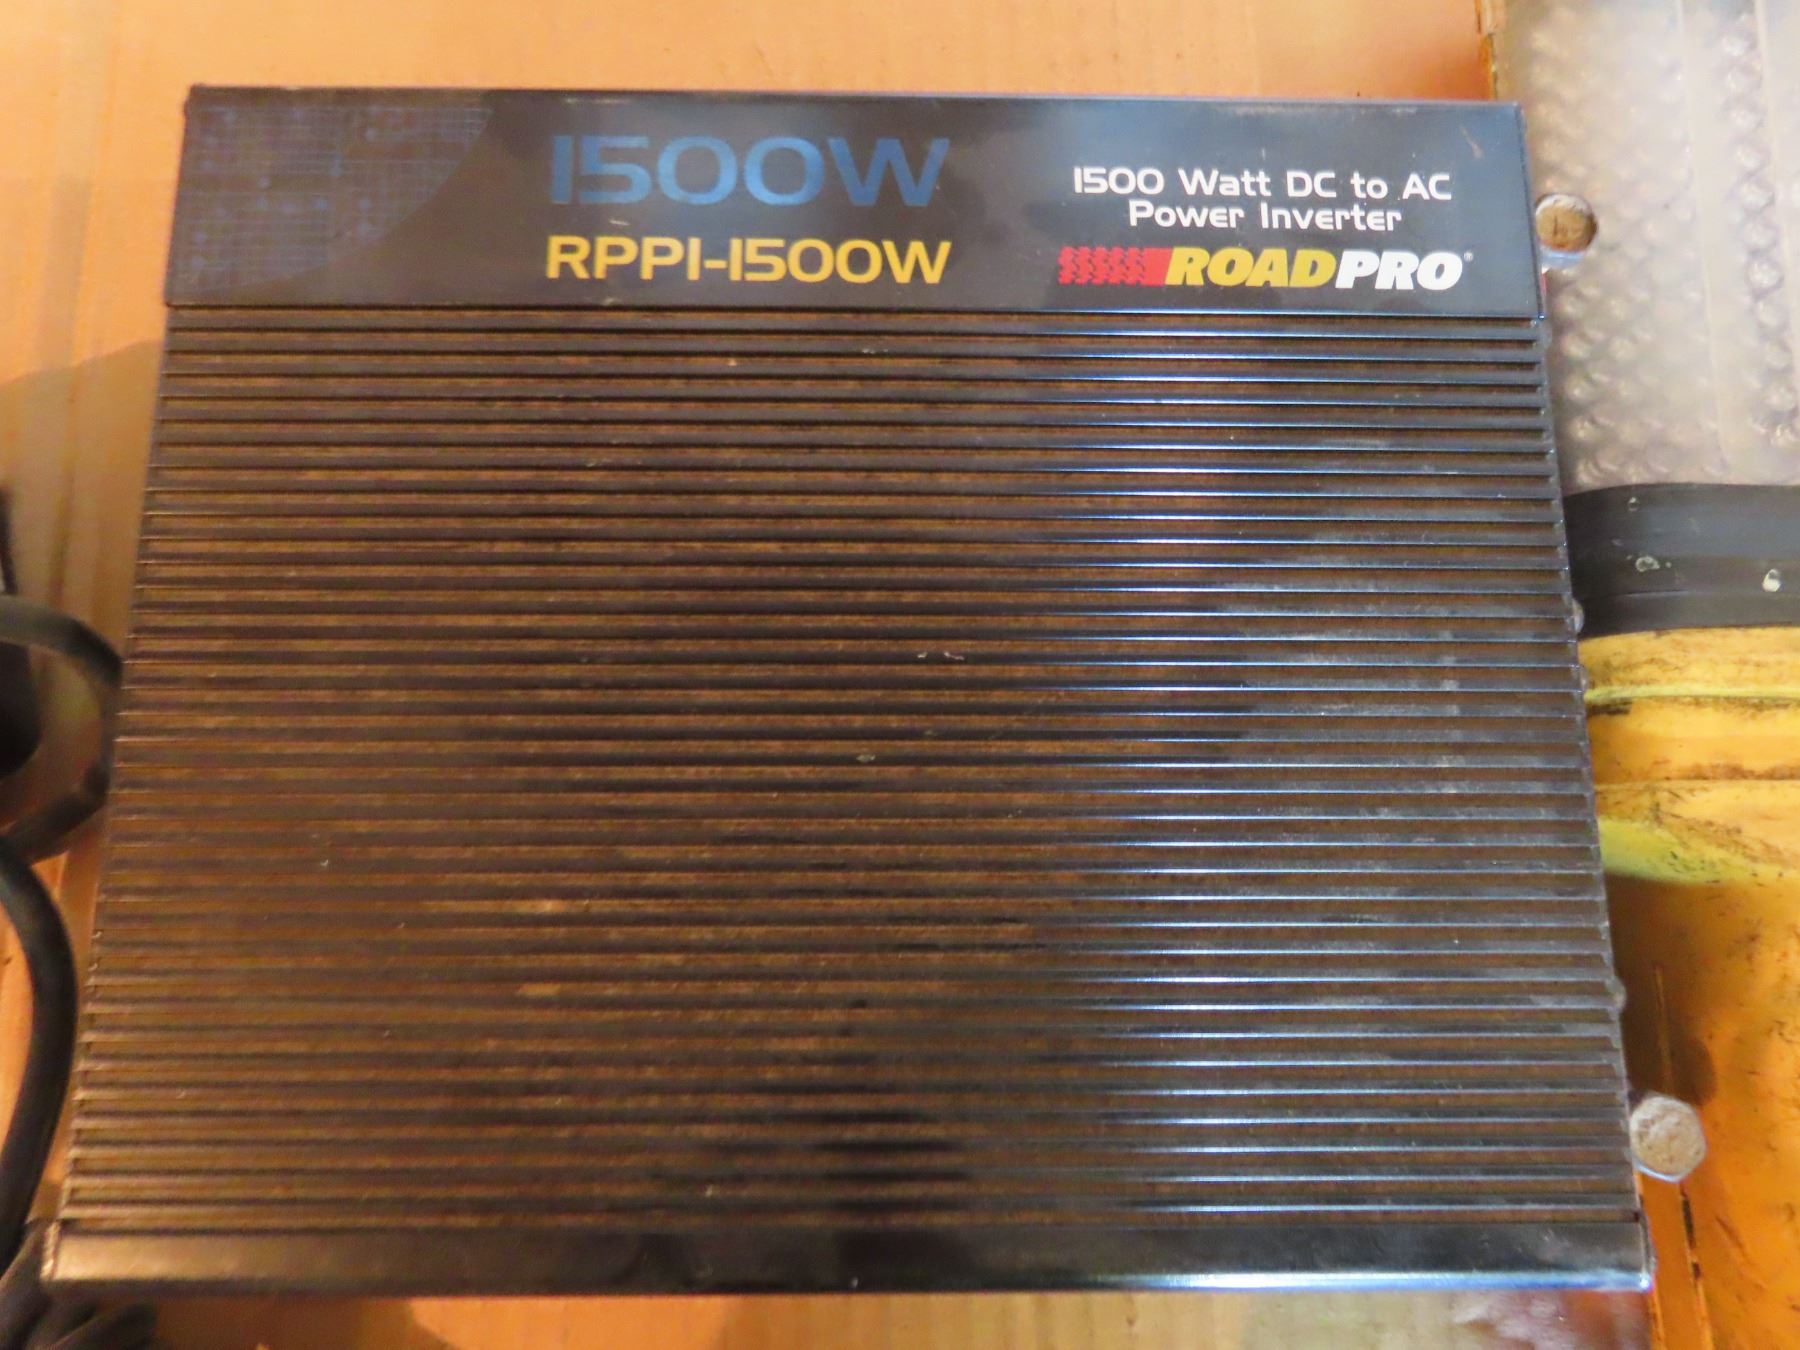 1500W
RPPI-1500W
1500 Watt DC to AC
Power Inverter
ROADPRO®